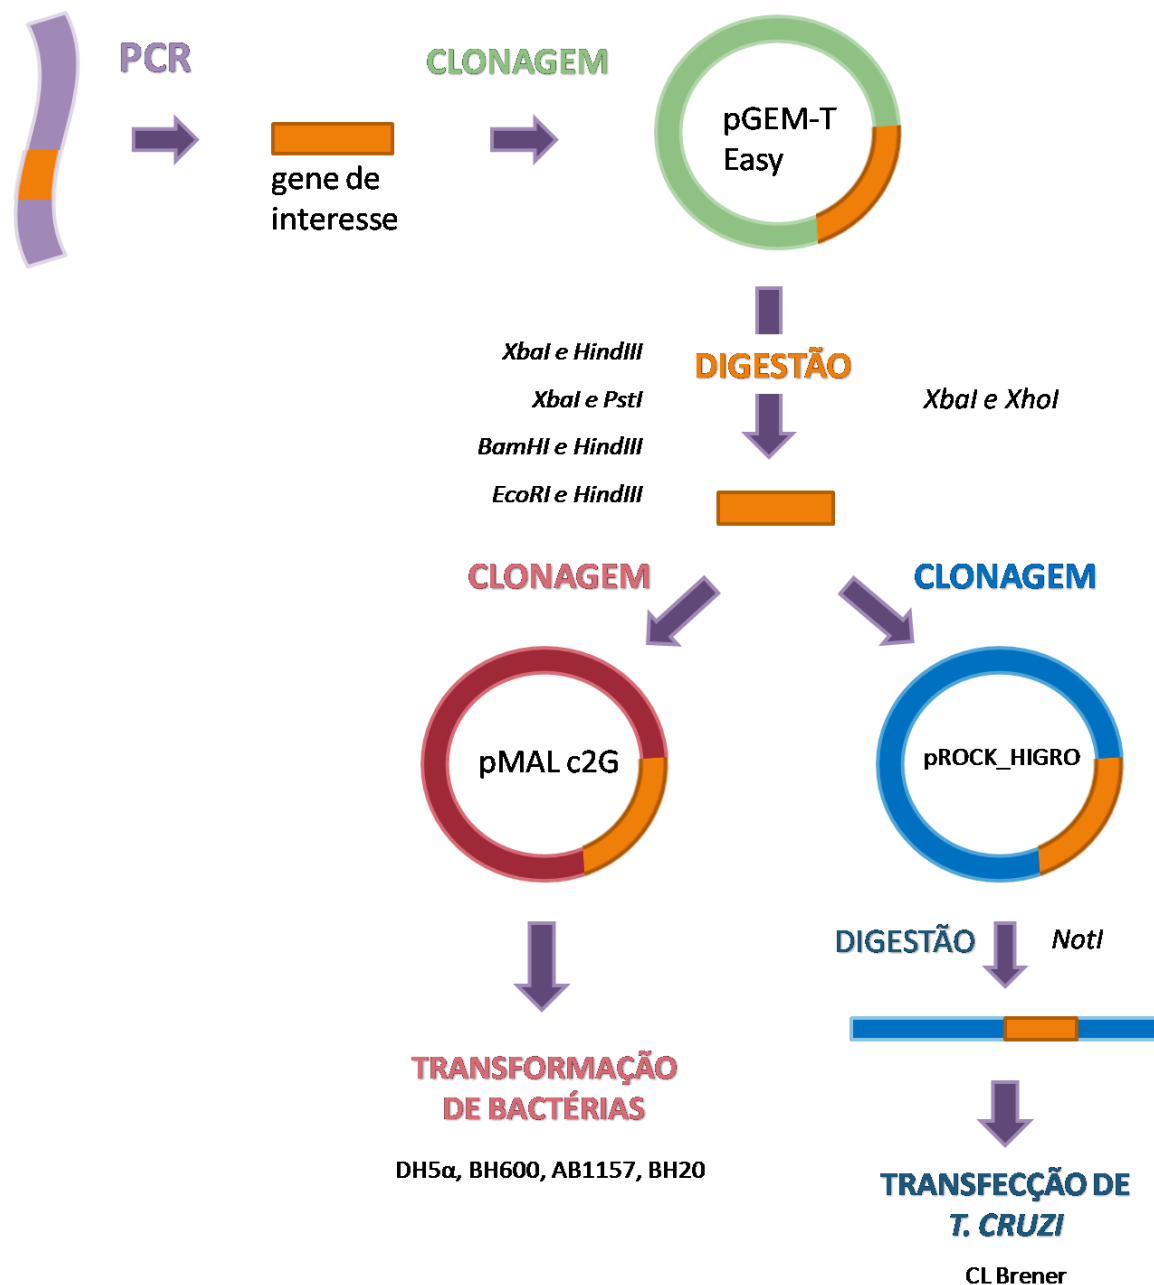 PCR
CLONAGEM
gene de
interesse
pGEM-T
Easy
XbaI e HindIII
XbaI e PstI
BamHI e HindIII
EcoRI e HindIII
DIGESTÃO
XbaI e XhoI
CLONAGEM
CLONAGEM
pMAL c2G
pROCK_HIGRO
DIGESTÃO
NotI
TRANSFORMAÇÃO
DE BACTÉRIAS
DH5α, BH600, AB1157, BH20
TRANSFECÇÃO DE
T. CRUZI
CL Brener